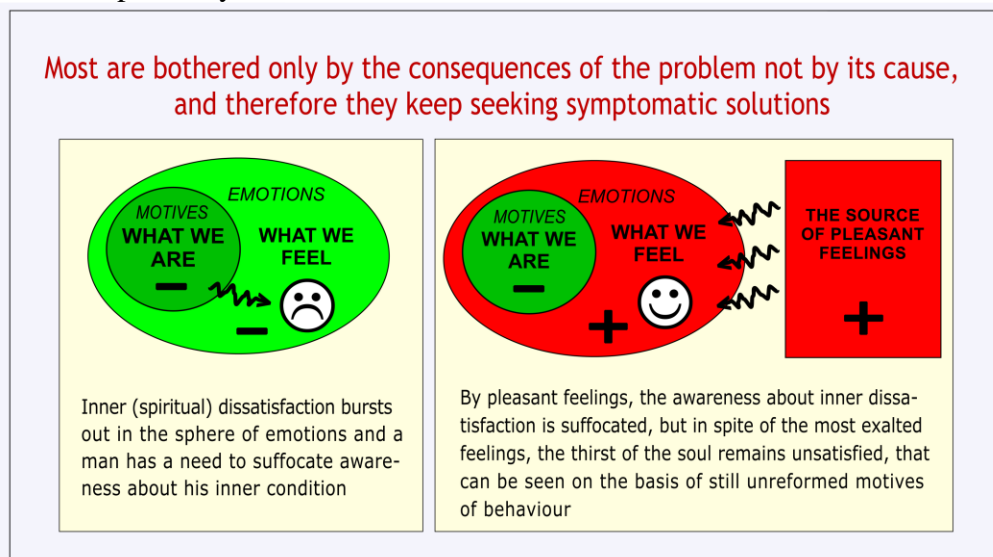 Most are bothered only by the consequences of the problem not by its cause,
and therefore they keep seeking symptomatic solutions
EMOTIONS
MOTIVES
WHAT WE
ARE
–
WHAT WE
FEEL
–
Inner (spiritual) dissatisfaction bursts
out in the sphere of emotions and a
man has a need to suffocate aware-
ness about his inner condition
EMOTIONS
MOTIVES
WHAT WE
ARE
–
WHAT WE
FEEL
+
THE SOURCE
OF PLEASANT
FEELINGS
+
By pleasant feelings, the awareness about inner dissa-
tisfaction is suffocated, but in spite of the most exalted
feelings, the thirst of the soul remains unsatisfied, that
can be seen on the basis of still unreformed motives
of behaviour